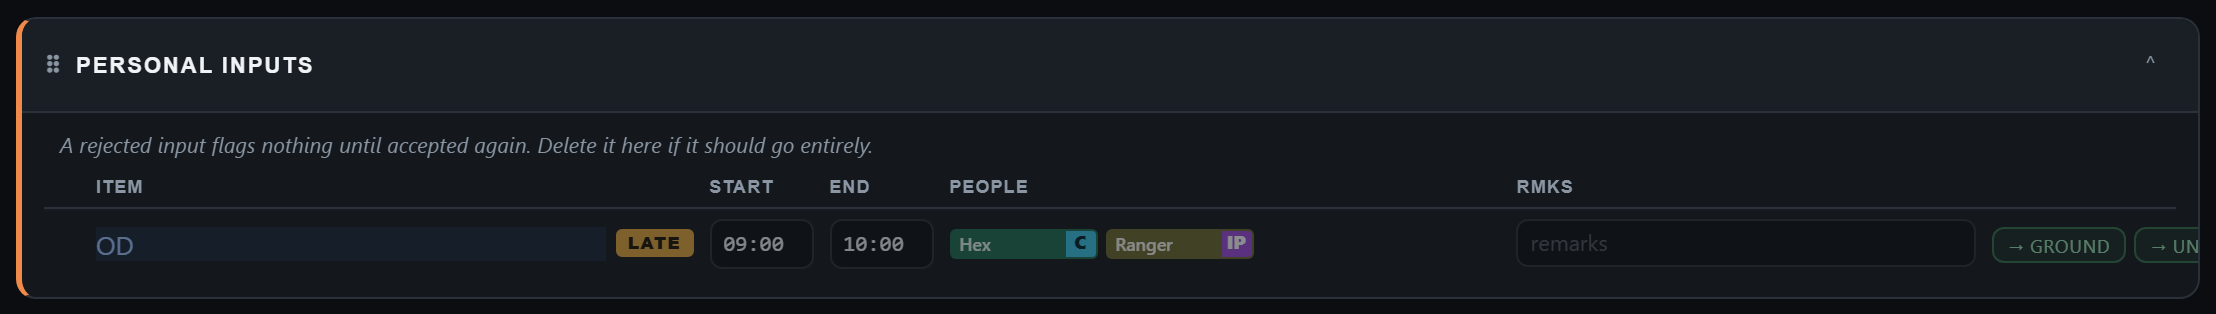 PERSONAL INPUTS ^
A rejected input flags nothing until accepted again. Delete it here if it should go entirely.
ITEM START END PEOPLE RMKS
OD LATE 09:00 10:00 Hex C Ranger IP remarks → GROUND → UN